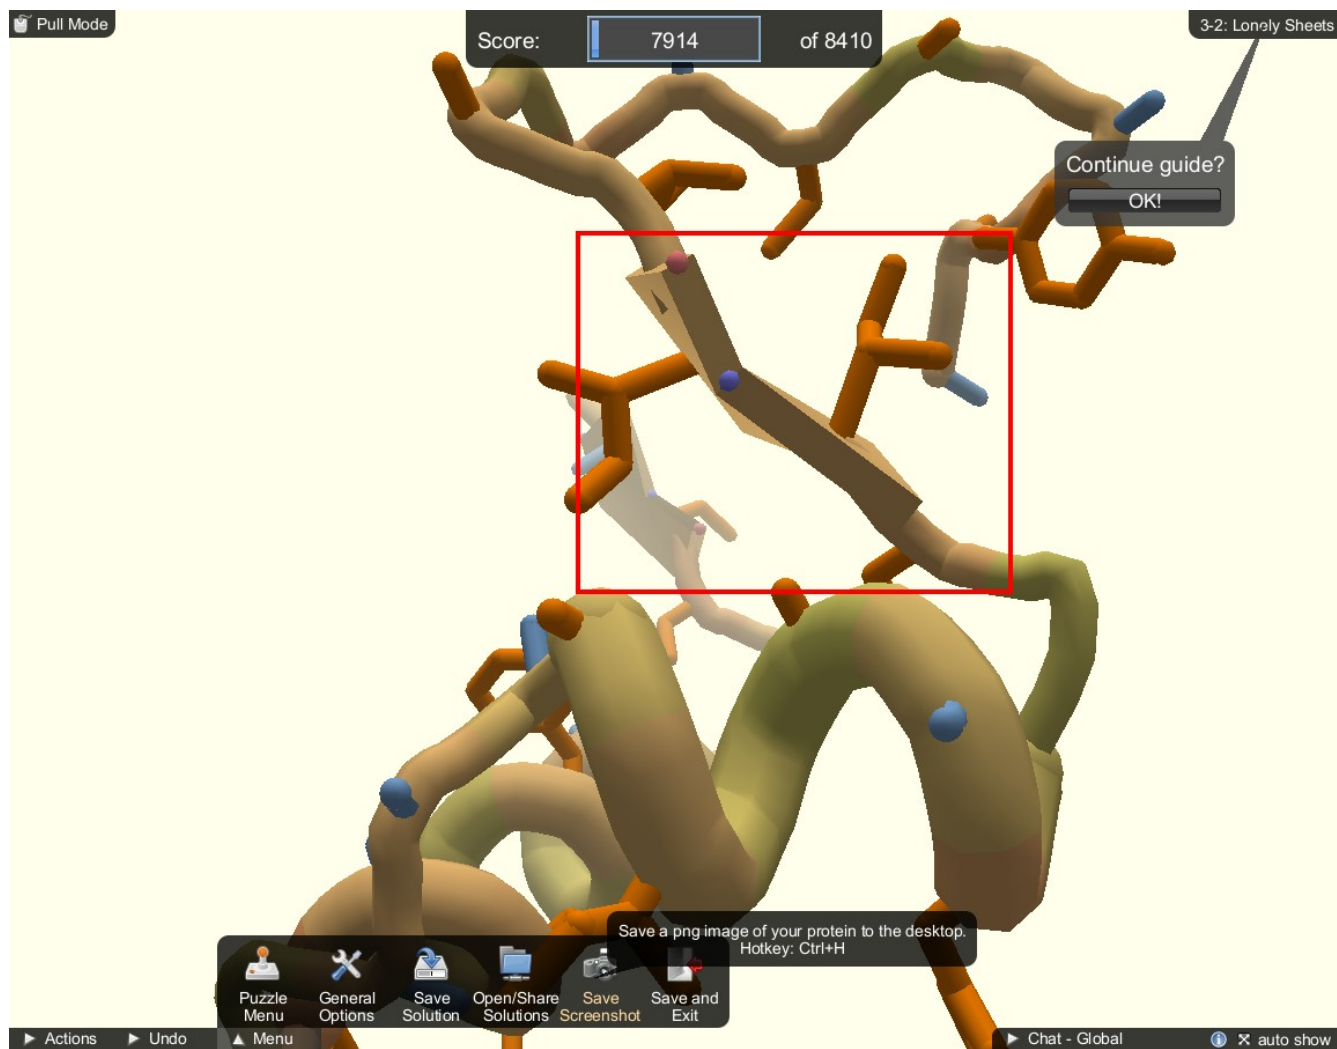 Pull Mode
Score:
7914
of 8410
3-2: Lonely Sheets
Continue guide?
OK!
Save a png image of your protein to the desktop.
Hotkey: Ctrl+H
Puzzle
Menu
General
Options
Save
Solution
Open/Share
Solutions
Save
Screenshot
Save and
Exit
Actions
Undo
Menu
Chat - Global
auto show